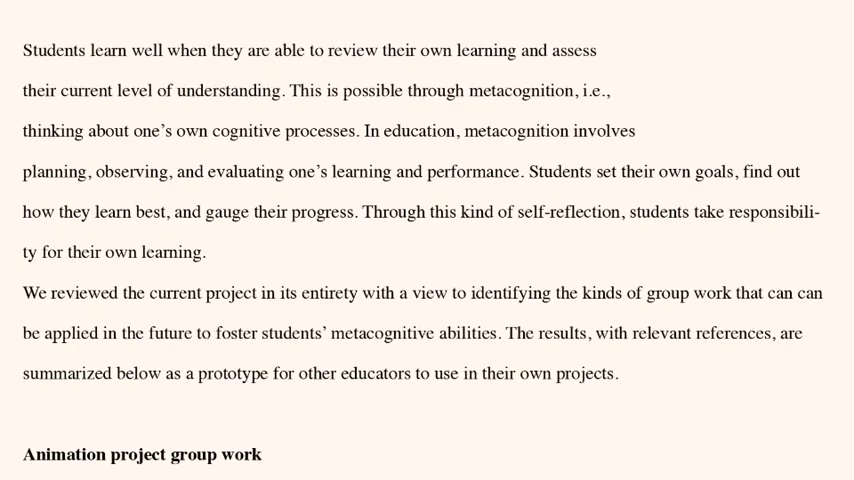 Students learn well when they are able to review their own learning and assess
their current level of understanding. This is possible through metacognition, i.e.,
thinking about one’s own cognitive processes. In education, metacognition involves
planning, observing, and evaluating one’s learning and performance. Students set their own goals, find out
how they learn best, and gauge their progress. Through this kind of self-reflection, students take responsibili-
ty for their own learning.
We reviewed the current project in its entirety with a view to identifying the kinds of group work that can can
be applied in the future to foster students’ metacognitive abilities. The results, with relevant references, are
summarized below as a prototype for other educators to use in their own projects.
Animation project group work